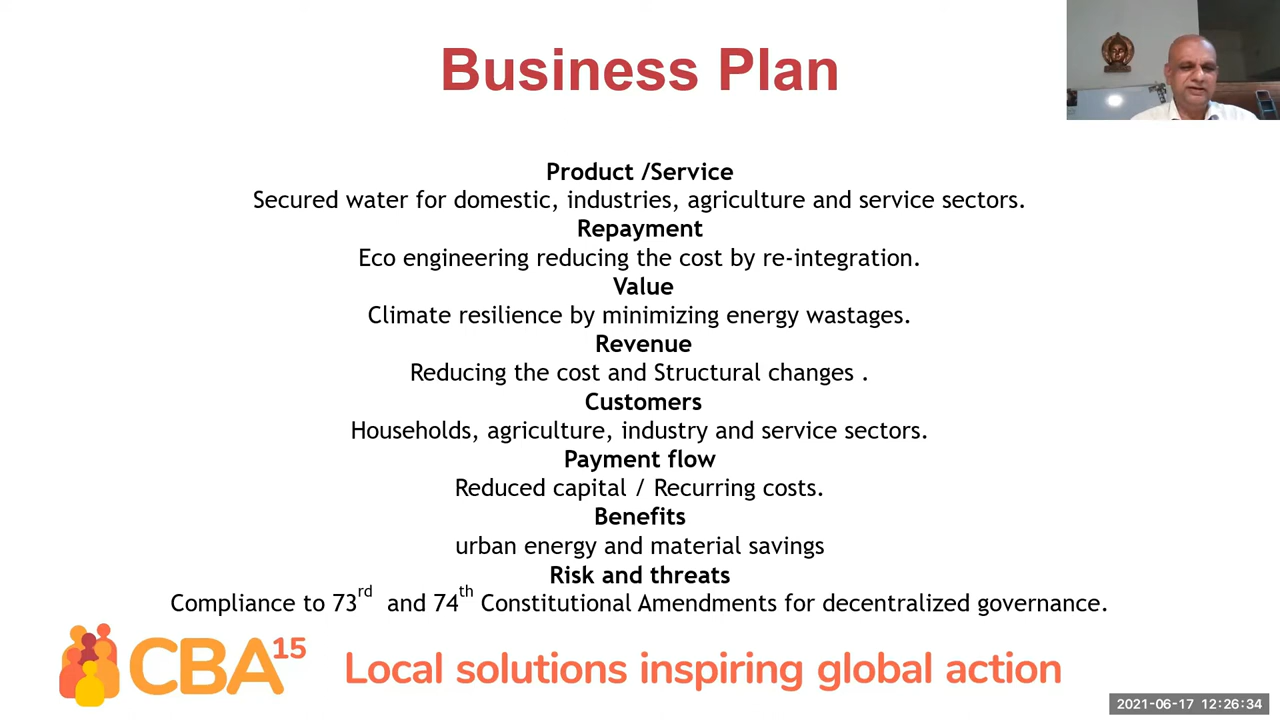 Business Plan
Product /Service
Secured water for domestic, industries, agriculture and service sectors.
Repayment
Eco engineering reducing the cost by re-integration.
Value
Climate resilience by minimizing energy wastages.
Revenue
Reducing the cost and Structural changes .
Customers
Households, agriculture, industry and service sectors.
Payment flow
Reduced capital / Recurring costs.
Benefits
urban energy and material savings
Risk and threats
Compliance to 73rd and 74th Constitutional Amendments for decentralized governance.
CBA15
Local solutions inspiring global action
2021-06-17 12:26:34